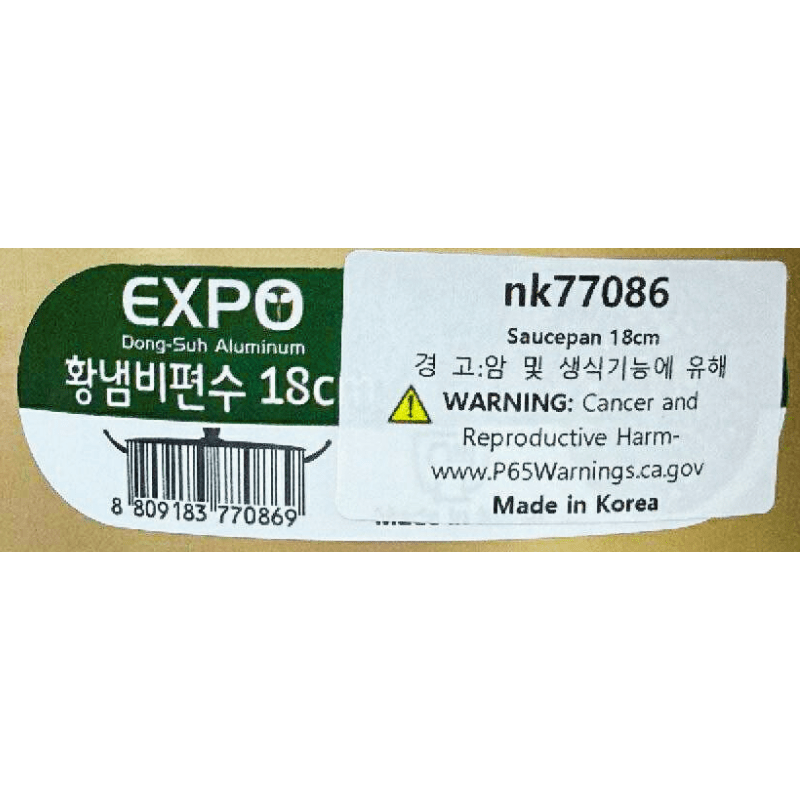 EXPO
Dong-Suh Aluminum
황냄비편수 18c
8 809183 770869
nk77086
Saucepan 18cm
경 고:암 및 생식기능에 유해
WARNING: Cancer and
Reproductive Harm-
www.P65Warnings.ca.gov
Made in Korea